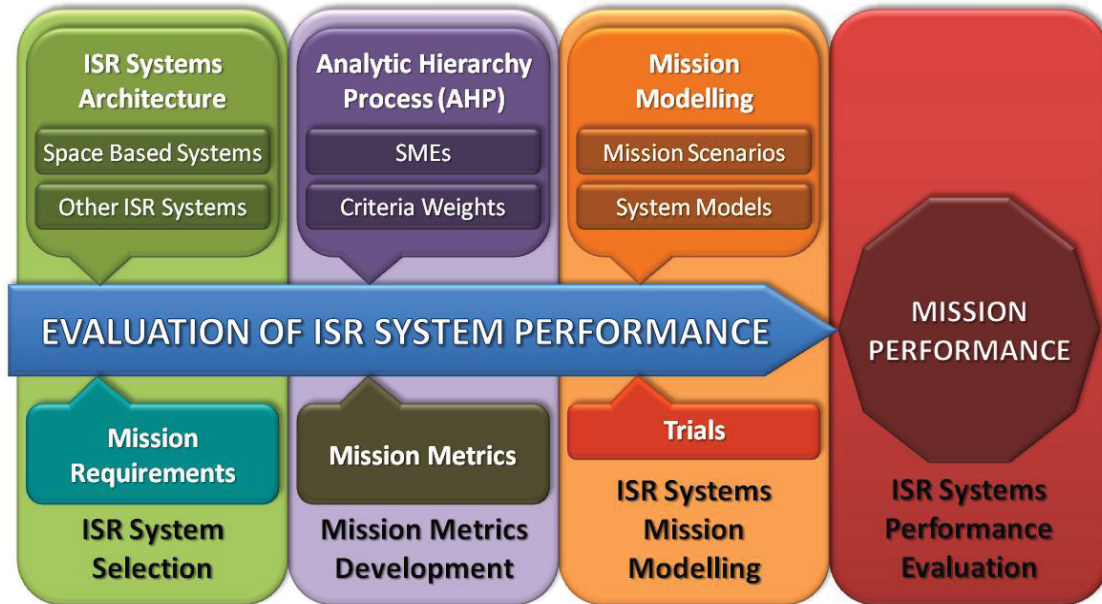 ISR Systems
Architecture
Space Based Systems
Other ISR Systems
Analytic Hierarchy
Process (AHP)
SMEs
Criteria Weights
Mission
Modelling
Mission Scenarios
System Models
EVALUATION OF ISR SYSTEM PERFORMANCE
MISSION
PERFORMANCE
Mission
Requirements
ISR System
Selection
Mission Metrics
Mission Metrics
Development
Trials
ISR Systems
Mission
Modelling
ISR Systems
Performance
Evaluation